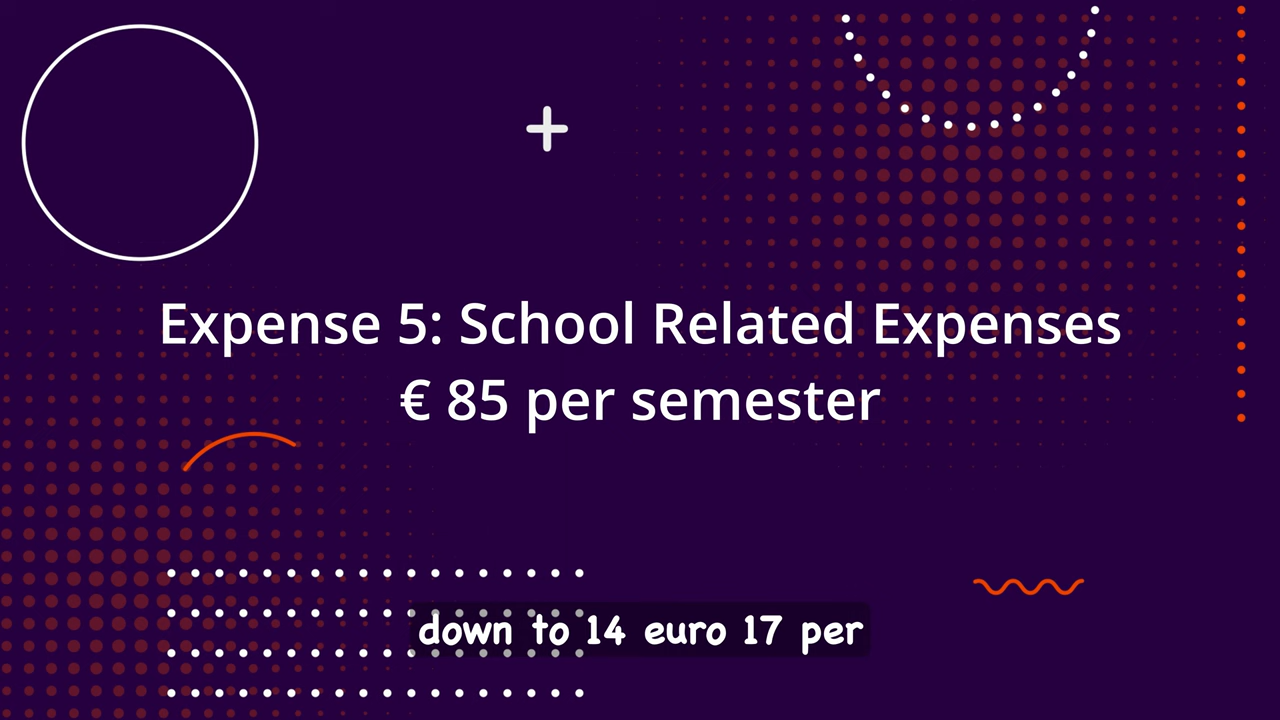 Expense 5: School Related Expenses
€ 85 per semester
down to 14 euro 17 per